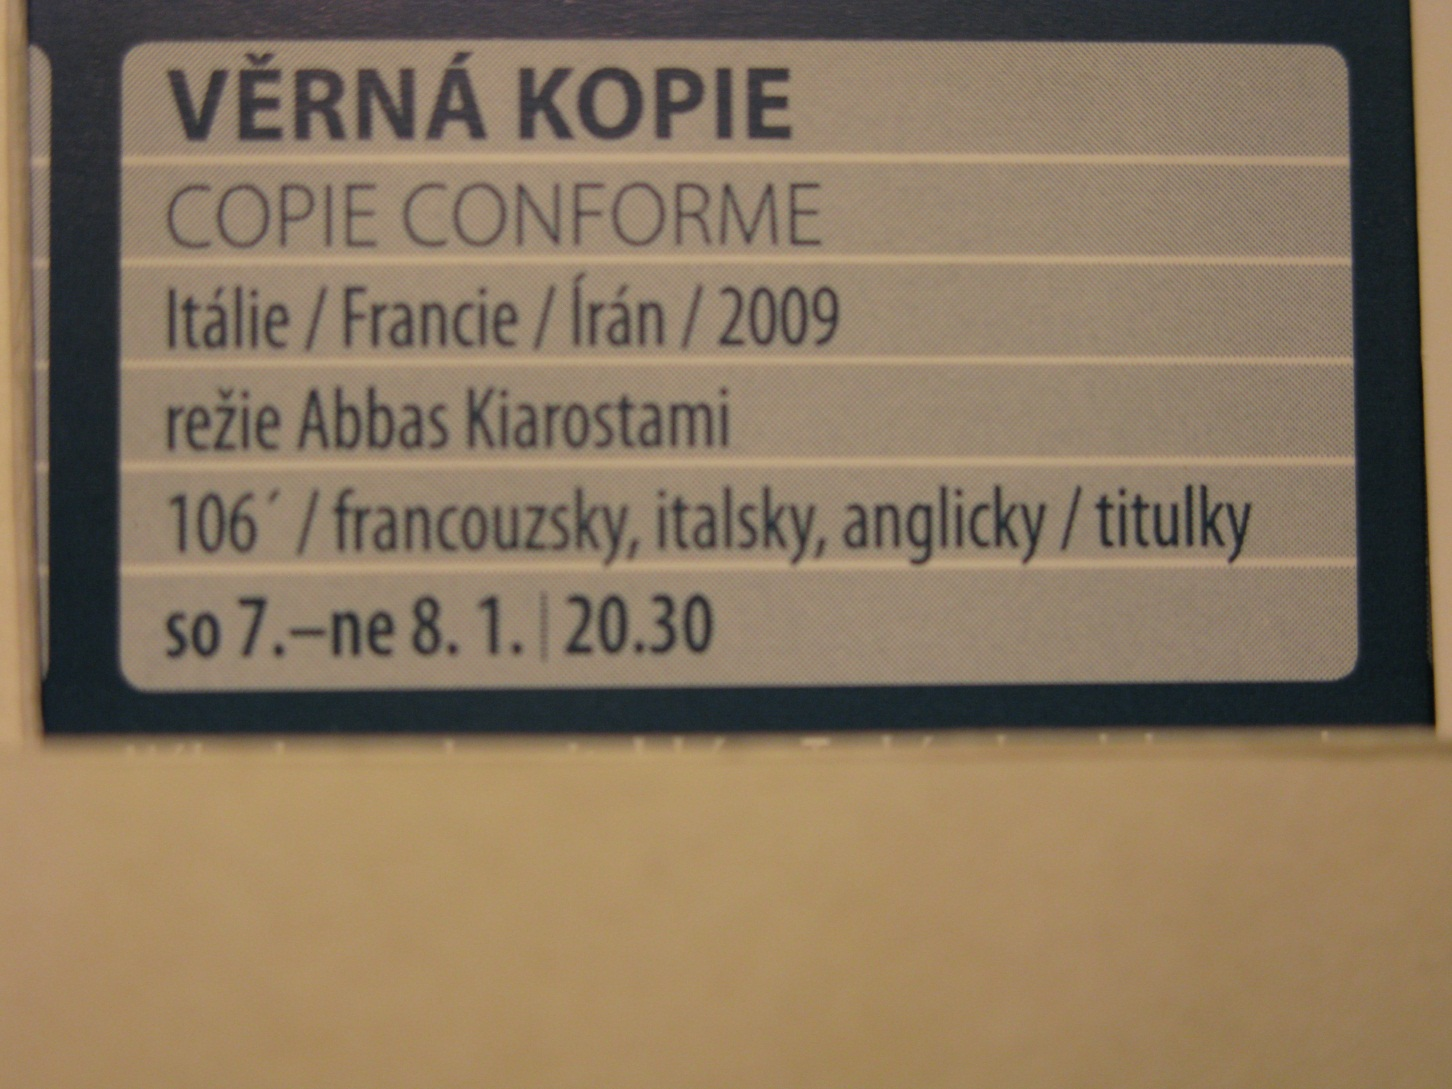 VĚRNÁ KOPIE
COPIE CONFORME
Itálie / Francie / Írán / 2009
režie Abbas Kiarostami
106´ / francouzsky, italsky, anglicky / titulky
so 7.–ne 8. 1. | 20.30